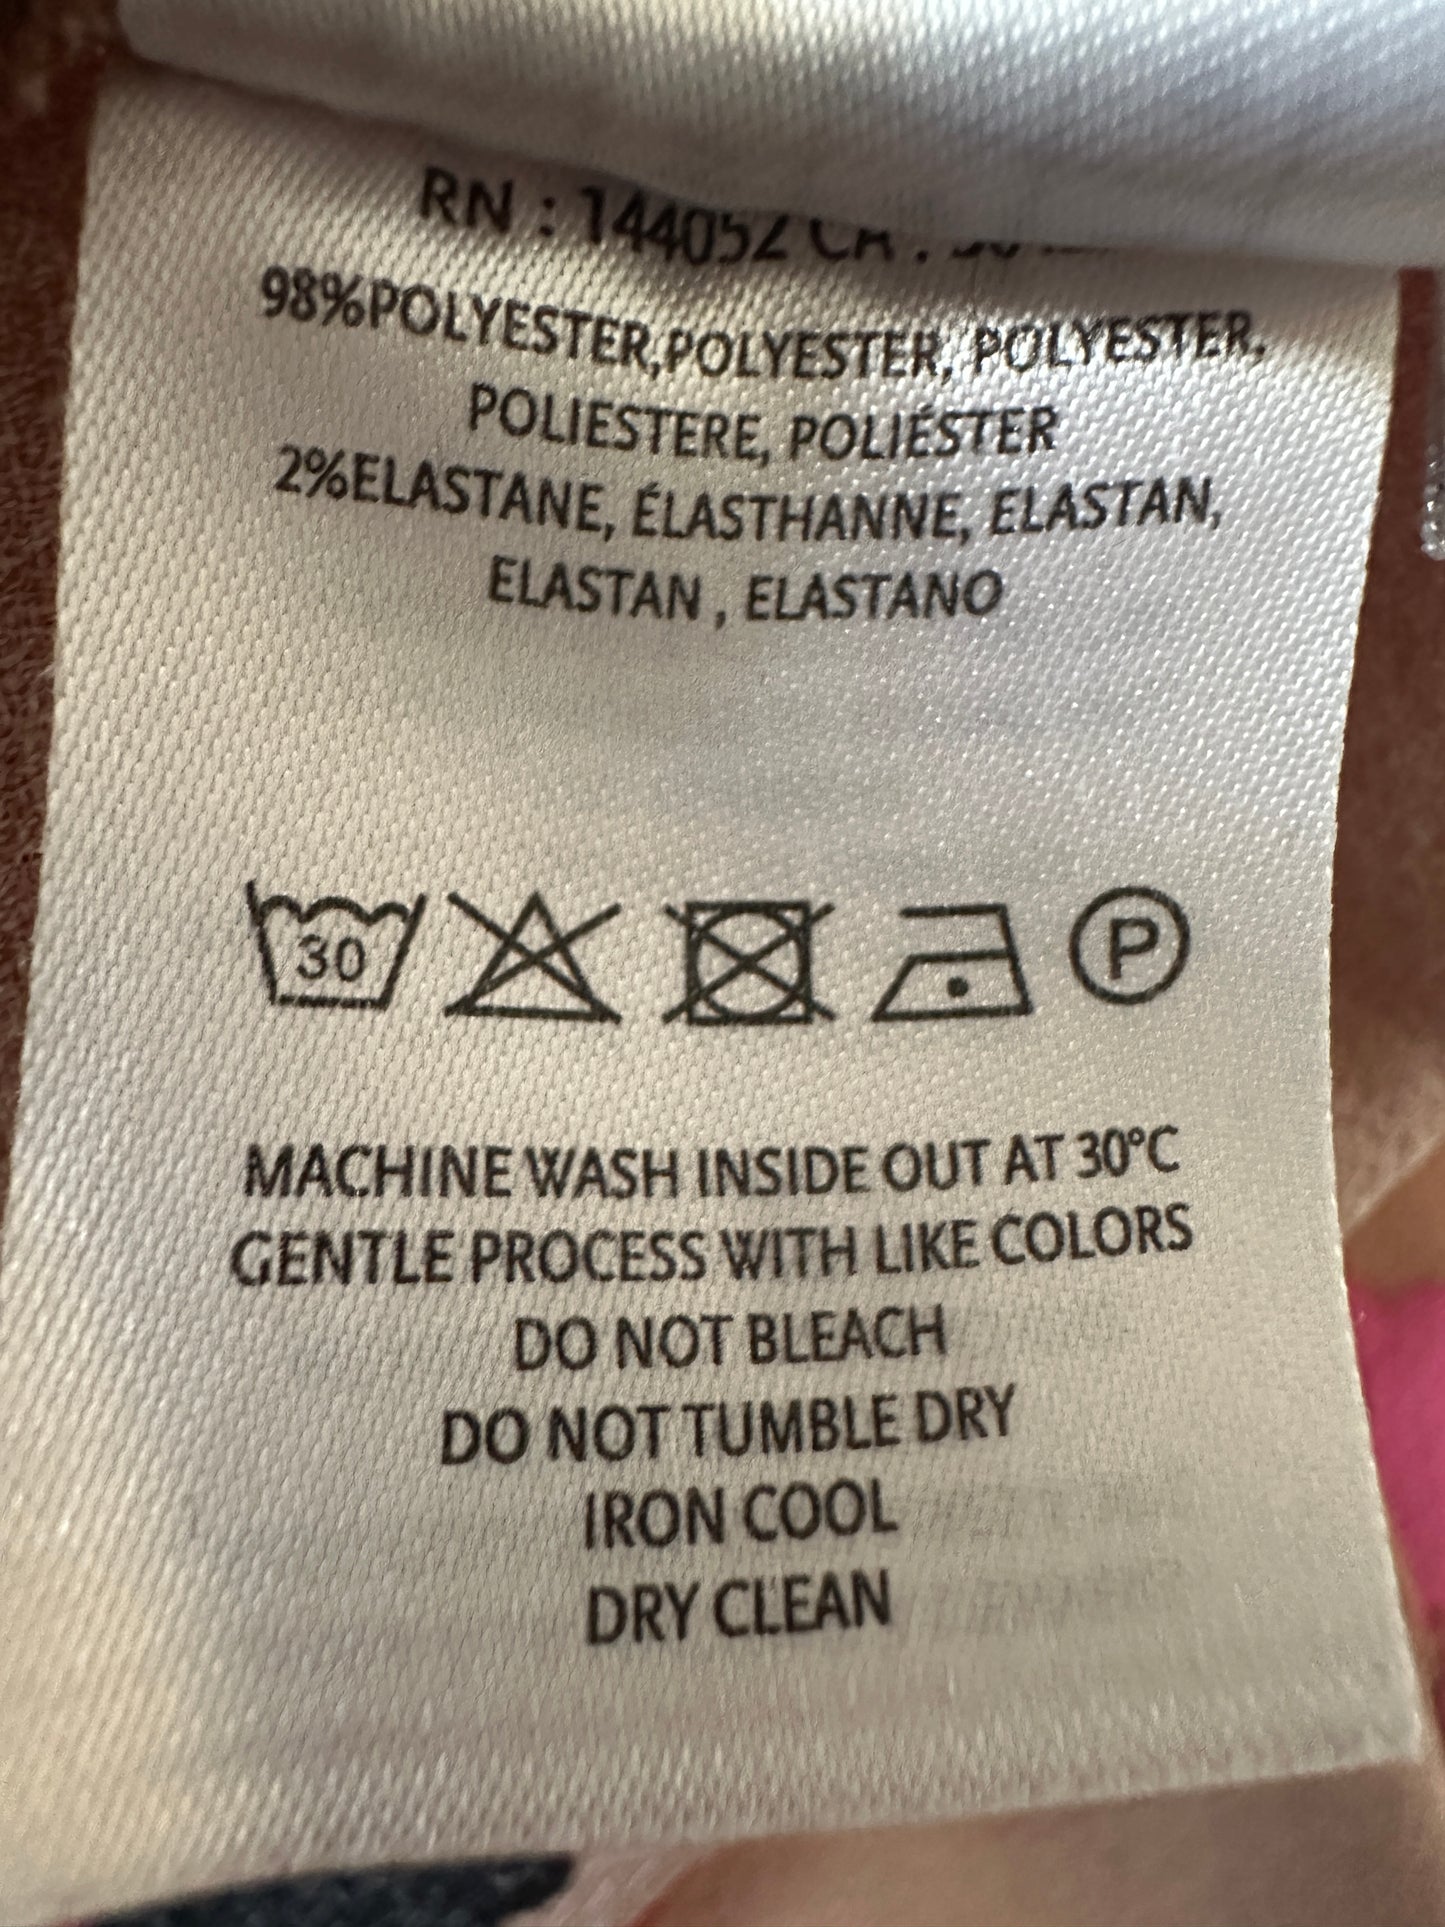 RN : 144052 CA :
98%POLYESTER,POLYESTER, POLYESTER,
POLIESTERE, POLIÉSTER
2%ELASTANE, ÉLASTHANNE, ELASTAN,
ELASTAN , ELASTANO
30 P
MACHINE WASH INSIDE OUT AT 30°C
GENTLE PROCESS WITH LIKE COLORS
DO NOT BLEACH
DO NOT TUMBLE DRY
IRON COOL
DRY CLEAN